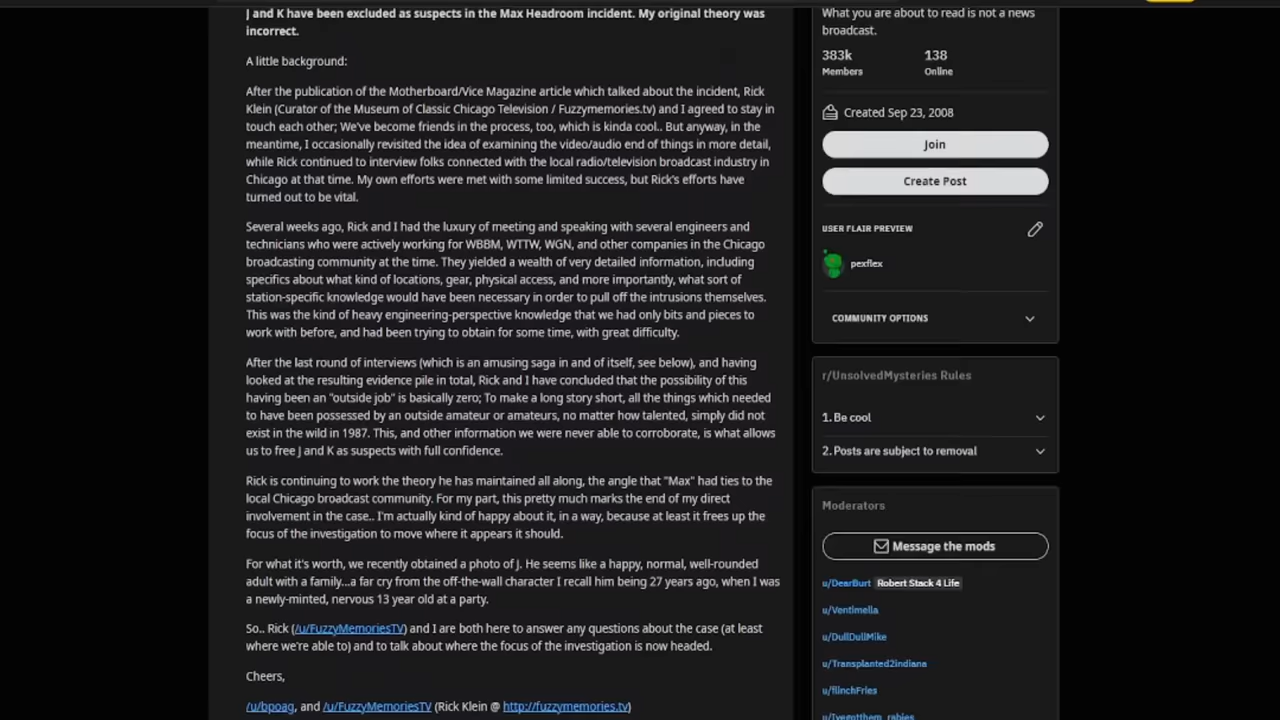 J and K have been excluded as suspects in the Max Headroom incident. My original theory was
incorrect.
A little background:
After the publication of the Motherboard/Vice Magazine article which talked about the incident, Rick
Klein (Curator of the Museum of Classic Chicago Television / Fuzzymemories.tv) and I agreed to stay in
touch each other; We've become friends in the process, too, which is kinda cool.. But anyway, in the
meantime, I occasionally revisited the idea of examining the video/audio end of things in more detail,
while Rick continued to interview folks connected with the local radio/television broadcast industry in
Chicago at that time. My own efforts were met with some limited success, but Rick's efforts have
turned out to be vital.
Several weeks ago, Rick and I had the luxury of meeting and speaking with several engineers and
technicians who were actively working for WBBM, WTTW, WGN, and other companies in the Chicago
broadcasting community at the time. They yielded a wealth of very detailed information, including
specifics about what kind of locations, gear, physical access, and more importantly, what sort of
station-specific knowledge would have been necessary in order to pull off the intrusions themselves.
This was the kind of heavy engineering-perspective knowledge that we had only bits and pieces to
work with before, and had been trying to obtain for some time, with great difficulty.
After the last round of interviews (which is an amusing saga in and of itself, see below), and having
looked at the resulting evidence pile in total, Rick and I have concluded that the possibility of this
having been an "outside job" is basically zero; To make a long story short, all the things which needed
to have been possessed by an outside amateur or amateurs, no matter how talented, simply did not
exist in the wild in 1987. This, and other information we were never able to corroborate, is what allows
us to free J and K as suspects with full confidence.
Rick is continuing to work the theory he has maintained all along, the angle that "Max" had ties to the
local Chicago broadcast community. For my part, this pretty much marks the end of my direct
involvement in the case.. I'm actually kind of happy about it, in a way, because at least it frees up the
focus of the investigation to move where it appears it should.
For what it's worth, we recently obtained a photo of J. He seems like a happy, normal, well-rounded
adult with a family...a far cry from the off-the-wall character I recall him being 27 years ago, when I was
a newly-minted, nervous 13 year old at a party.
So.. Rick (/u/FuzzyMemoriesTV) and I are both here to answer any questions about the case (at least
where we're able to) and to talk about where the focus of the investigation is now headed.
Cheers,
/u/bpoag, and /u/FuzzyMemoriesTV (Rick Klein @ http://fuzzymemories.tv)
What you are about to read is not a news
broadcast.
383k 138
Members Online
Created Sep 23, 2008
Join
Create Post
USER FLAIR PREVIEW
pexflex
COMMUNITY OPTIONS
r/UnsolvedMysteries Rules
1. Be cool
2. Posts are subject to removal
Moderators
Message the mods
u/DearBurt Robert Stack 4 Life
u/Ventimella
u/DullDullMike
u/Transplanted2indiana
u/flinchFries
u/Ivegotthem_rabies